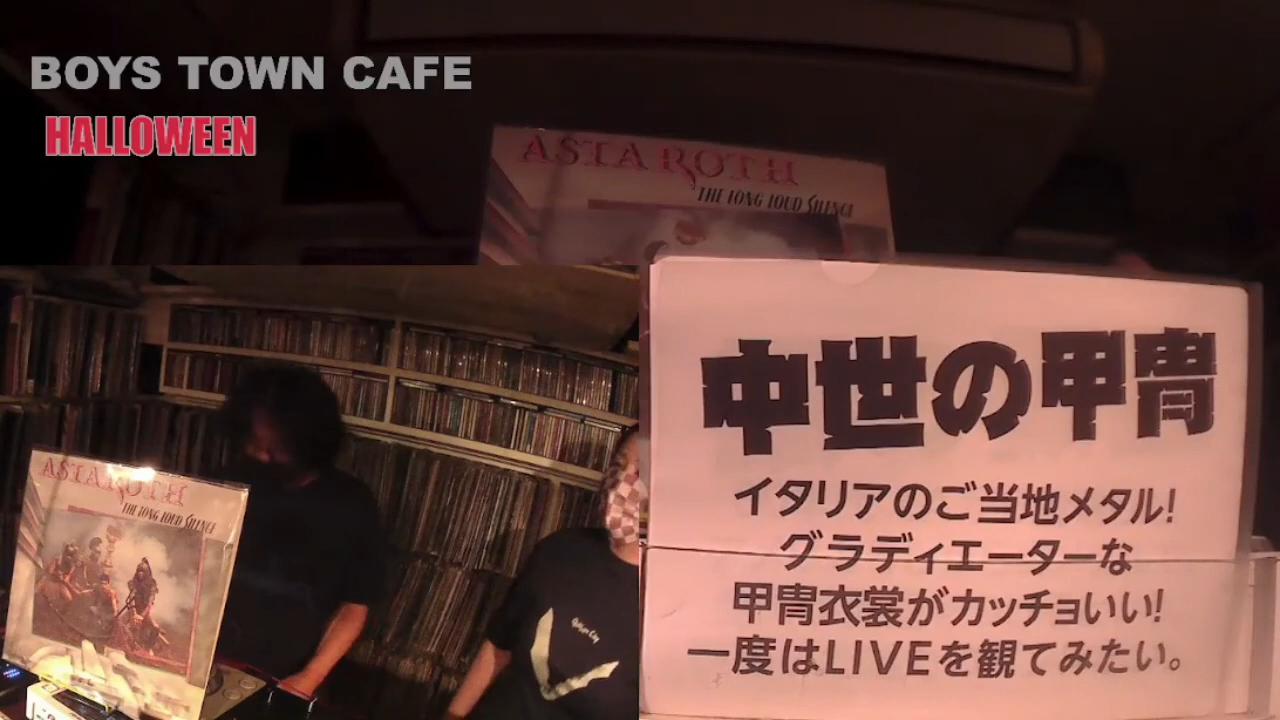 BOYS TOWN CAFE
HALLOWEEN
ASTAROTH
THE LONG LOUD SILENCE
中世の甲冑
イタリアのご当地メタル!
グラディエーターな
甲冑衣裳がカッチョいい!
一度はLIVEを観てみたい。
ASTAROTH
THE LONG LOUD SILENCE